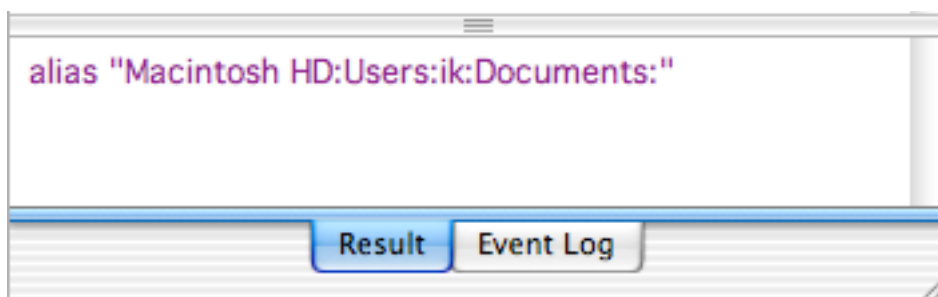 alias "Macintosh HD:Users:ik:Documents:"
Result Event Log